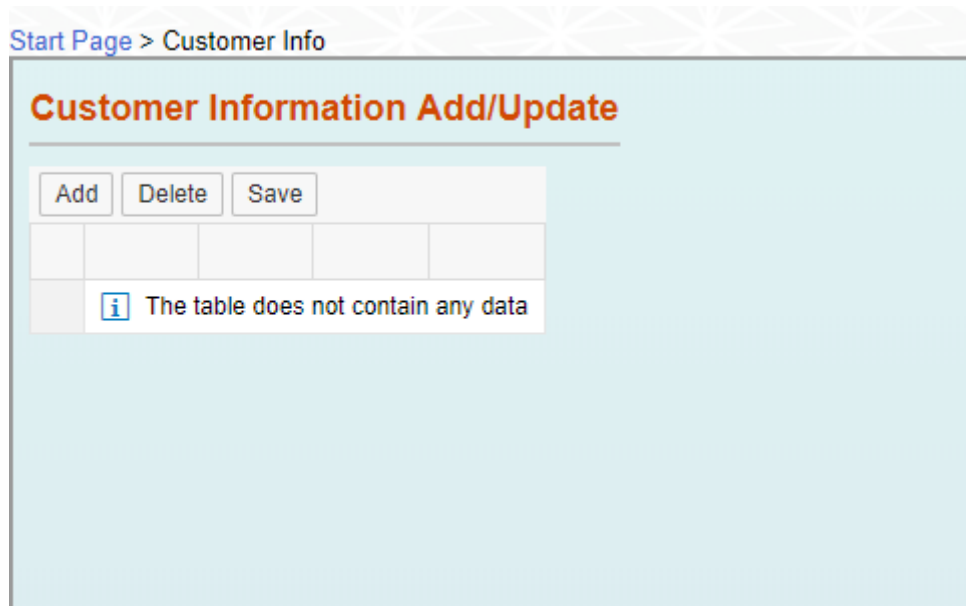 Start Page > Customer Info
Customer Information Add/Update
Add Delete Save
i The table does not contain any data